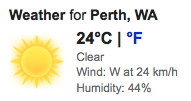 Weather for Perth, WA
24°C | °F
Clear
Wind: W at 24 km/h
Humidity: 44%